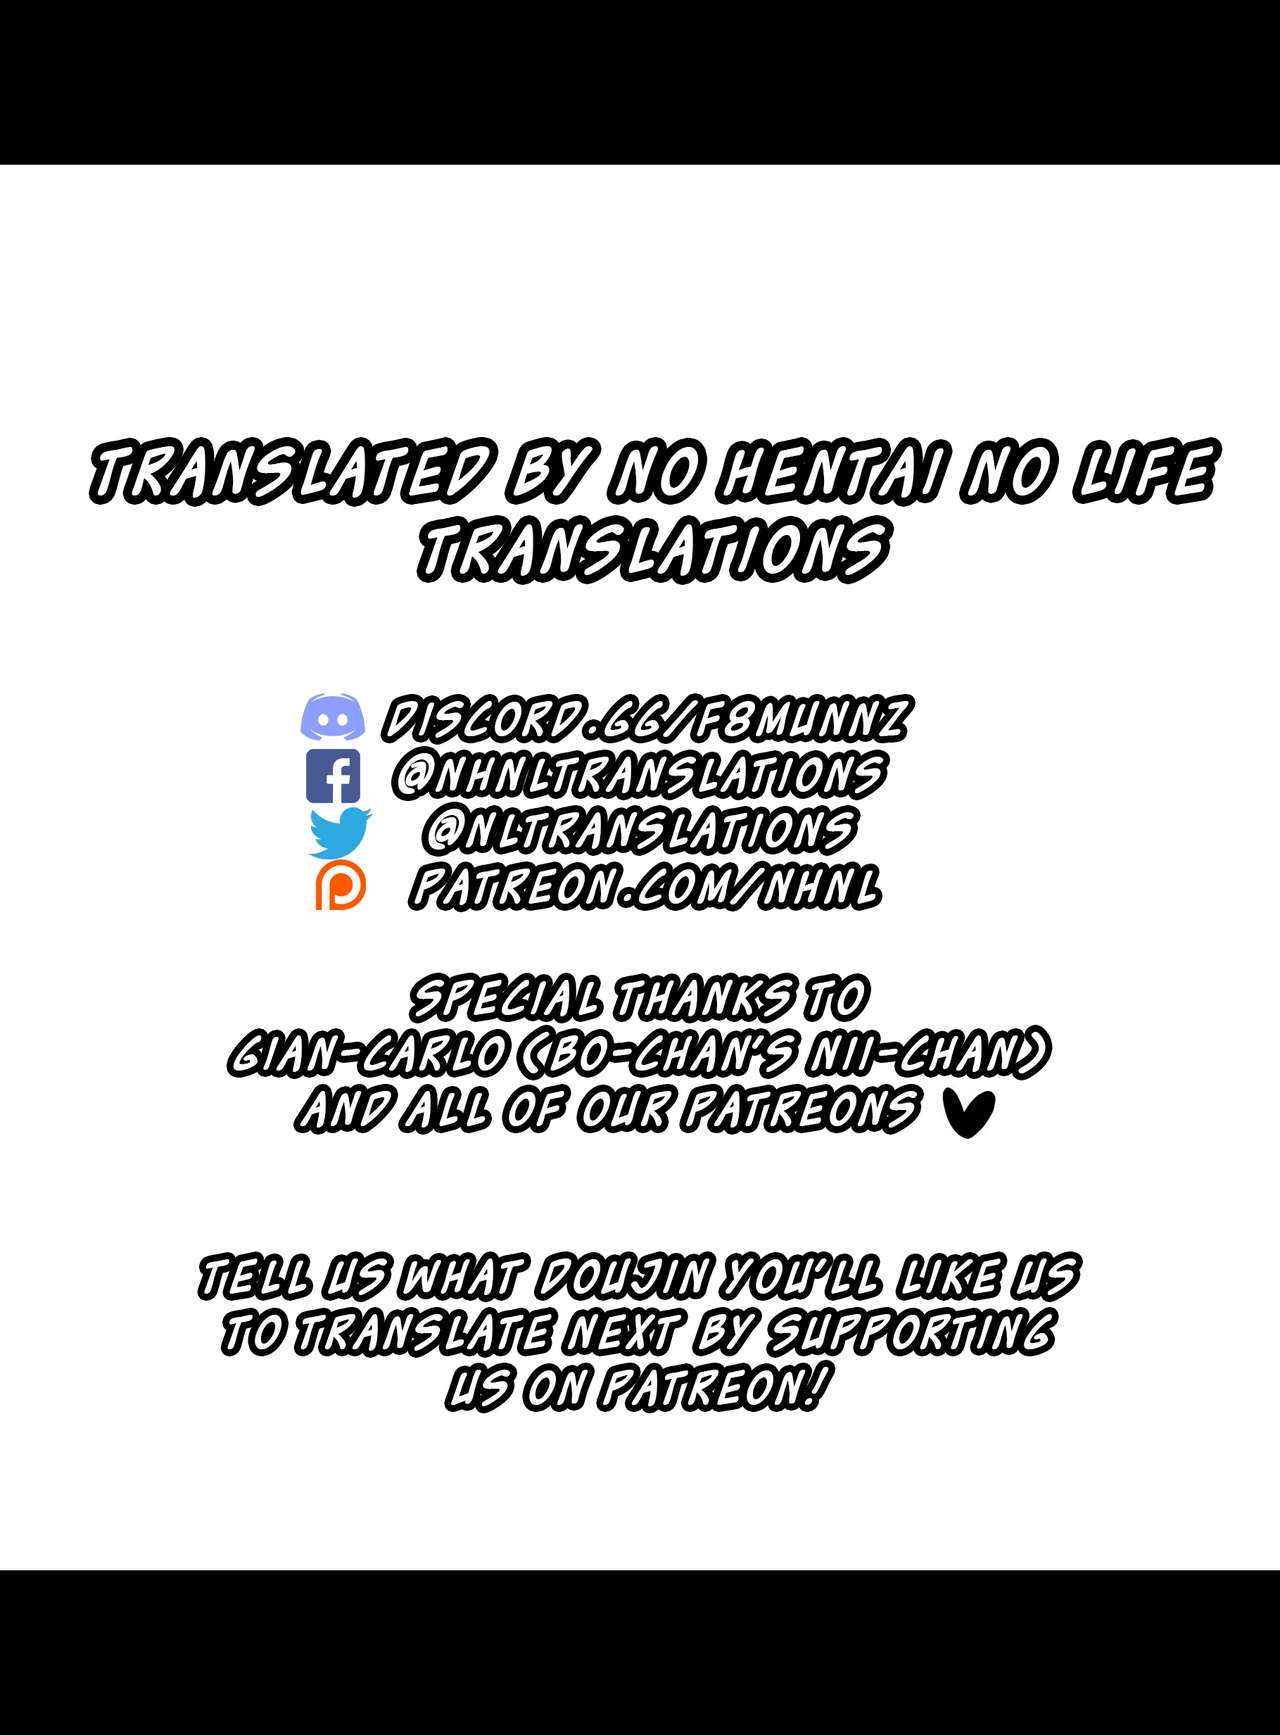 TRANSLATED BY NO HENTAI NO LIFE
TRANSLATIONS
DISCORD.GG/F8MUNNZ
@NHNLTRANSLATIONS
@NLTRANSLATIONS
PATREON.COM/NHNL
SPECIAL THANKS TO
GIAN-CARLO (BO-CHAN'S NII-CHAN)
AND ALL OF OUR PATREONS
TELL US WHAT DOUJIN YOU'LL LIKE US
TO TRANSLATE NEXT BY SUPPORTING
US ON PATREON!